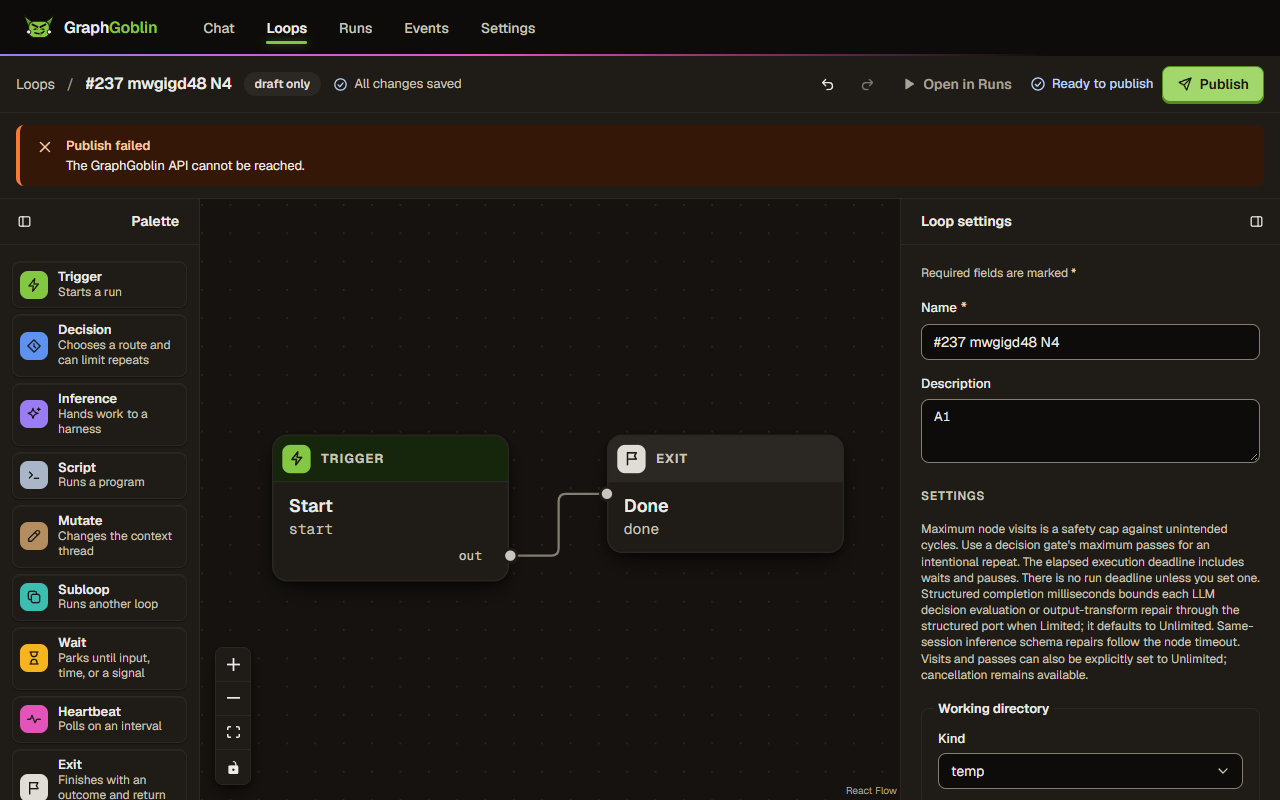 GraphGoblin
Chat
Loops
Runs
Events
Settings
Loops / #237 mwgigd48 N4
draft only
All changes saved
Open in Runs
Ready to publish
Publish
Publish failed
The GraphGoblin API cannot be reached.
Palette
Trigger
Starts a run
Decision
Chooses a route and
can limit repeats
Inference
Hands work to a
harness
Script
Runs a program
Mutate
Changes the context
thread
Subloop
Runs another loop
Wait
Parks until input,
time, or a signal
Heartbeat
Polls on an interval
Exit
Finishes with an
outcome and return
TRIGGER
Start
start
out
EXIT
Done
done
React Flow
Loop settings
Required fields are marked *
Name *
#237 mwgigd48 N4
Description
A1
SETTINGS
Maximum node visits is a safety cap against unintended
cycles. Use a decision gate's maximum passes for an
intentional repeat. The elapsed execution deadline includes
waits and pauses. There is no run deadline unless you set one.
Structured completion milliseconds bounds each LLM
decision evaluation or output-transform repair through the
structured port when Limited; it defaults to Unlimited. Same-
session inference schema repairs follow the node timeout.
Visits and passes can also be explicitly set to Unlimited;
cancellation remains available.
Working directory
Kind
temp